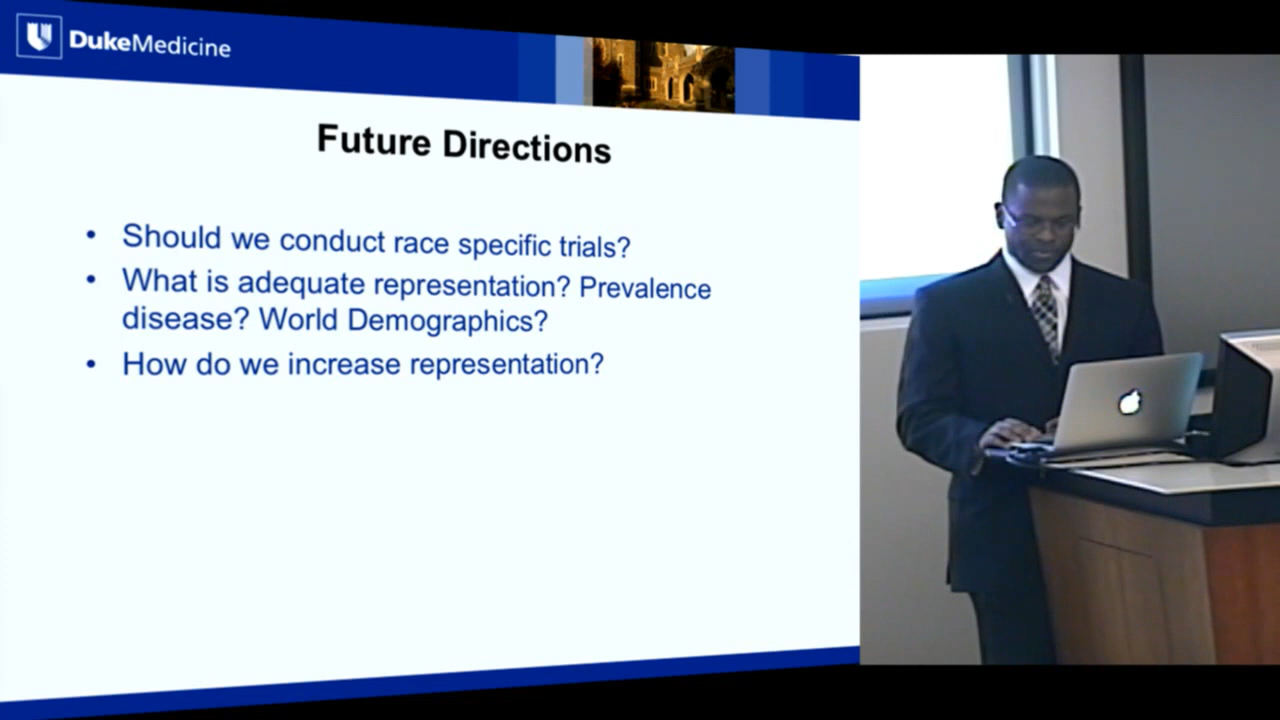 DukeMedicine
Future Directions
• Should we conduct race specific trials?
• What is adequate representation? Prevalence
disease? World Demographics?
• How do we increase representation?